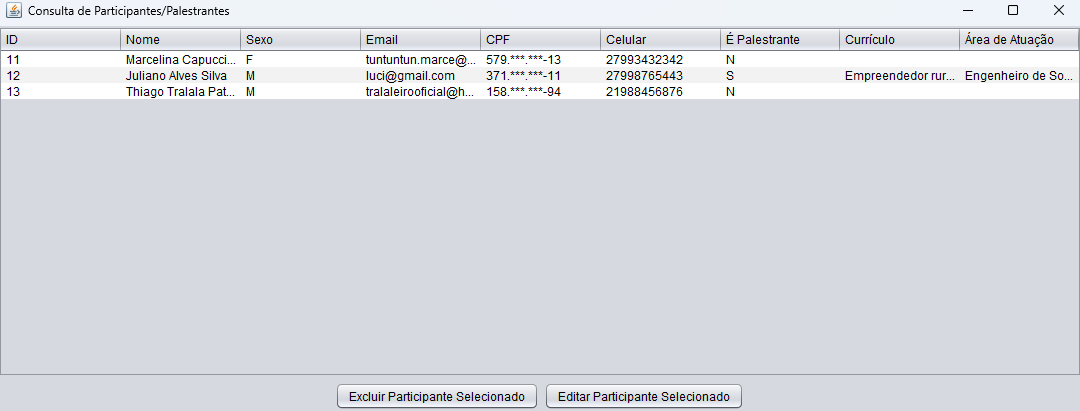 Consulta de Participantes/Palestrantes
ID Nome Sexo Email CPF Celular É Palestrante Currículo Área de Atuação
11 Marcelina Capucci... F tuntuntun.marce@... 579.***.***-13 27993432342 N
12 Juliano Alves Silva M luci@gmail.com 371.***.***-11 27998765443 S Empreendedor rur... Engenheiro de So...
13 Thiago Tralala Pat... M tralaleirooficial@h... 158.***.***-94 21988456876 N
Excluir Participante Selecionado Editar Participante Selecionado